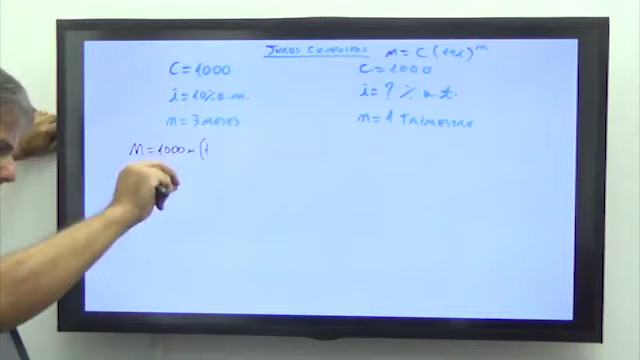 JUROS COMPOSTOS M = C (1+i)^n
C = 1000
i = 10% a.m.
n = 3 MESES
C = 1000
i = ? % a.t.
n = 1 TRIMESTRE
M = 1000 × (1